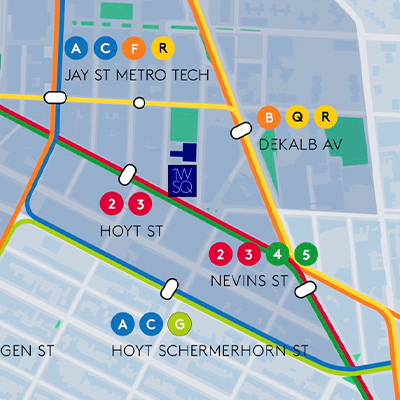 A C F R
JAY ST METRO TECH
B Q R
DEKALB AV
1W
SQ
2 3
HOYT ST
2 3 4 5
NEVINS ST
A C G
GEN ST
HOYT SCHERMERHORN ST